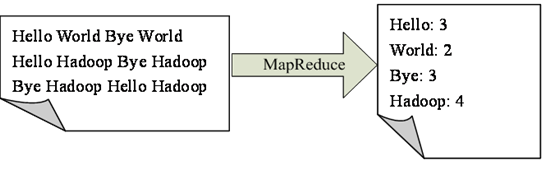 Hello World Bye World
Hello Hadoop Bye Hadoop
Bye Hadoop Hello Hadoop
MapReduce
Hello: 3
World: 2
Bye: 3
Hadoop: 4